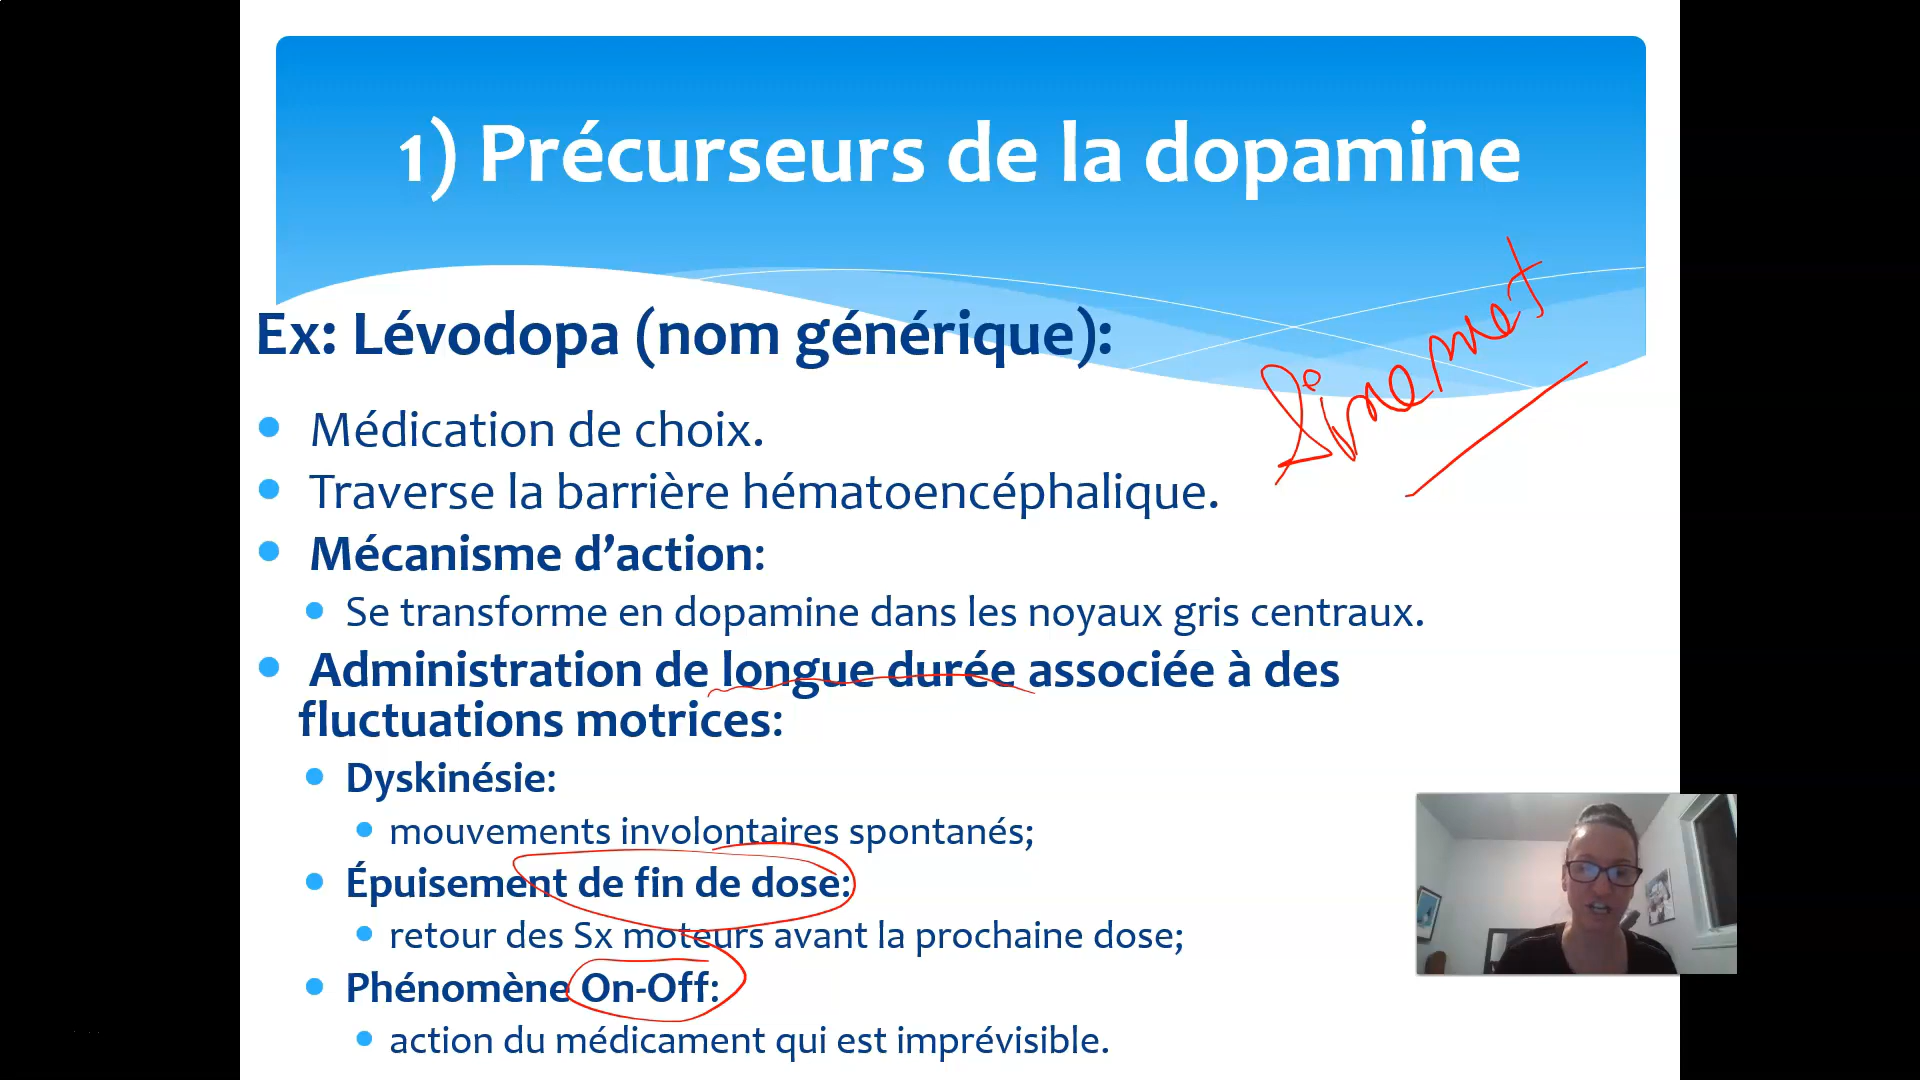 1) Précurseurs de la dopamine
Sinemet
Ex: Lévodopa (nom générique):
Médication de choix.
Traverse la barrière hématoencéphalique.
Mécanisme d’action:
Se transforme en dopamine dans les noyaux gris centraux.
Administration de longue durée associée à des
fluctuations motrices:
Dyskinésie:
mouvements involontaires spontanés;
Épuisement de fin de dose:
retour des Sx moteurs avant la prochaine dose;
Phénomène On-Off:
action du médicament qui est imprévisible.